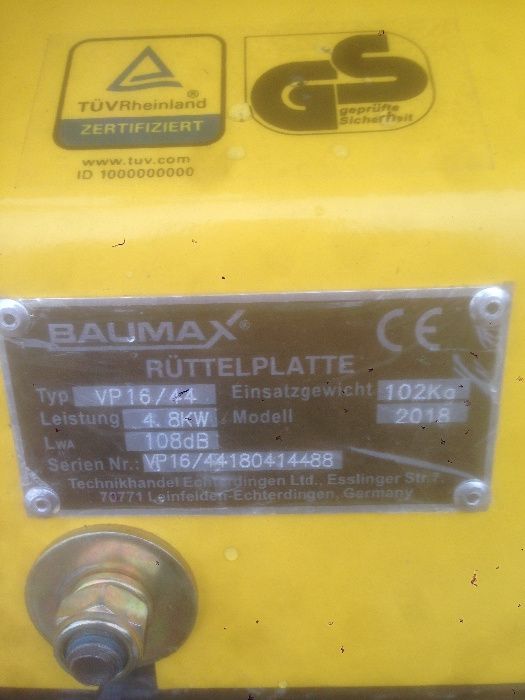 TÜVRheinland®
ZERTIFIZIERT
www.tuv.com
ID 1000000000
GS
geprüfte
Sicherheit
BAUMAX® CE
RÜTTELPLATTE
Typ VP16/44 Einsatzgewicht 102Kg
Leistung 4.8KW Modell 2018
LWA 108dB
Serien Nr.: VP16/44180414488
Technikhandel Echterdingen Ltd., Esslinger Str.7,
70771 Leinfelden-Echterdingen, Germany